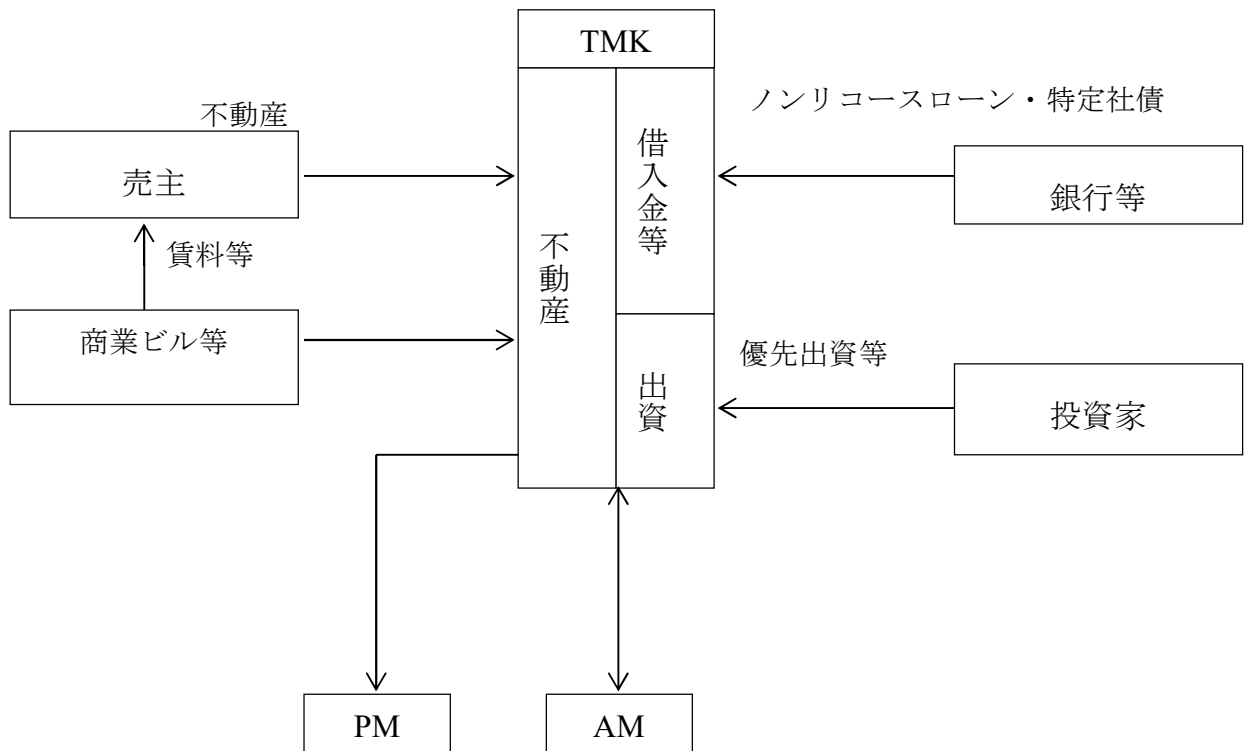 TMK
不動産
ノンリコースローン・特定社債
売主
借入金等
銀行等
賃料等
不動産
商業ビル等
優先出資等
出資
投資家
PM
AM